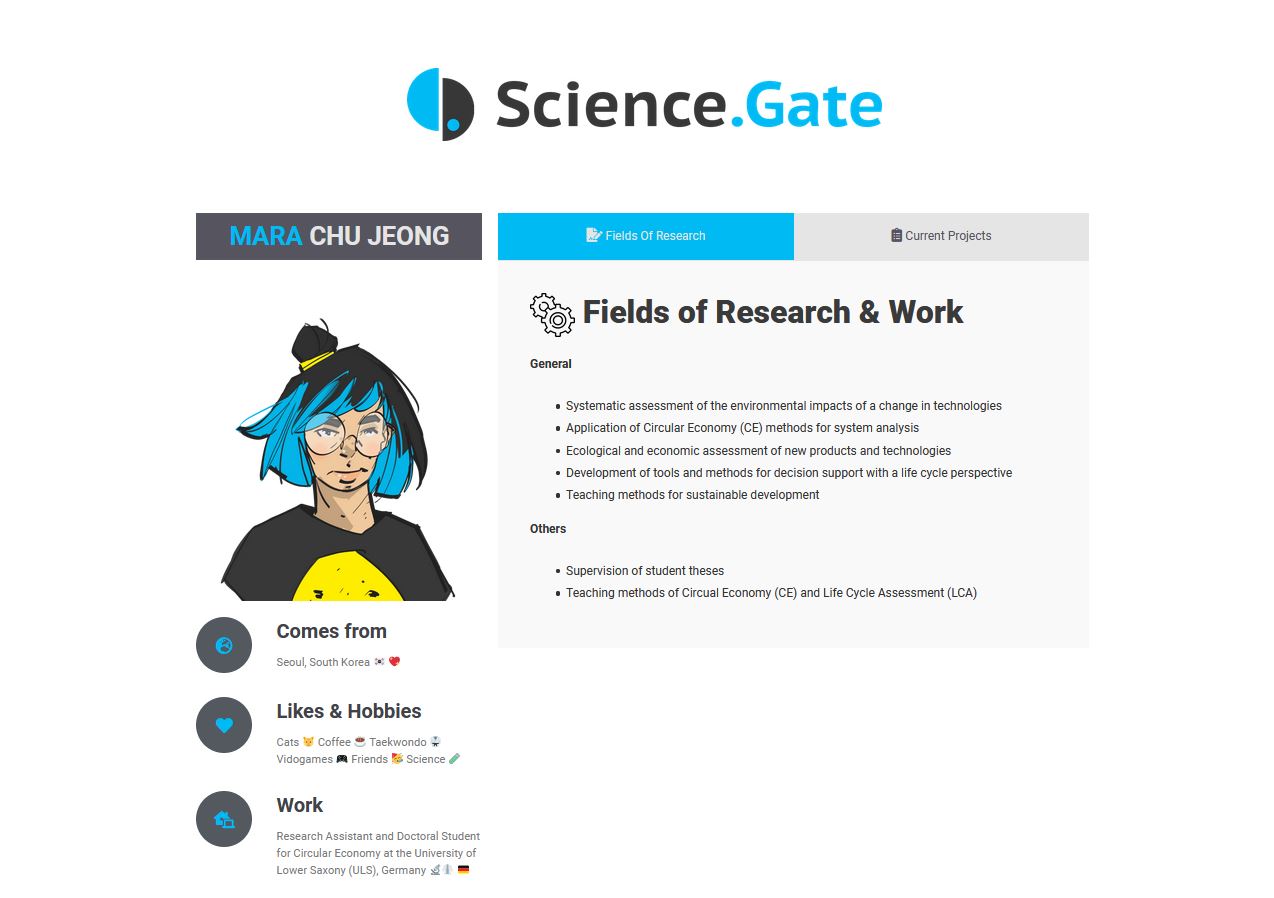 Science.Gate
MARA CHU JEONG
Fields Of Research
Current Projects
Fields of Research & Work
General
Systematic assessment of the environmental impacts of a change in technologies
Application of Circular Economy (CE) methods for system analysis
Ecological and economic assessment of new products and technologies
Development of tools and methods for decision support with a life cycle perspective
Teaching methods for sustainable development
Others
Supervision of student theses
Teaching methods of Circual Economy (CE) and Life Cycle Assessment (LCA)
Comes from
Seoul, South Korea 🇰🇷 ❤️
Likes & Hobbies
Cats 😺 Coffee ☕ Taekwondo 🥋
Vidogames 🎮 Friends 🥳 Science 🧪
Work
Research Assistant and Doctoral Student
for Circular Economy at the University of
Lower Saxony (ULS), Germany 🔬🥼 🇩🇪